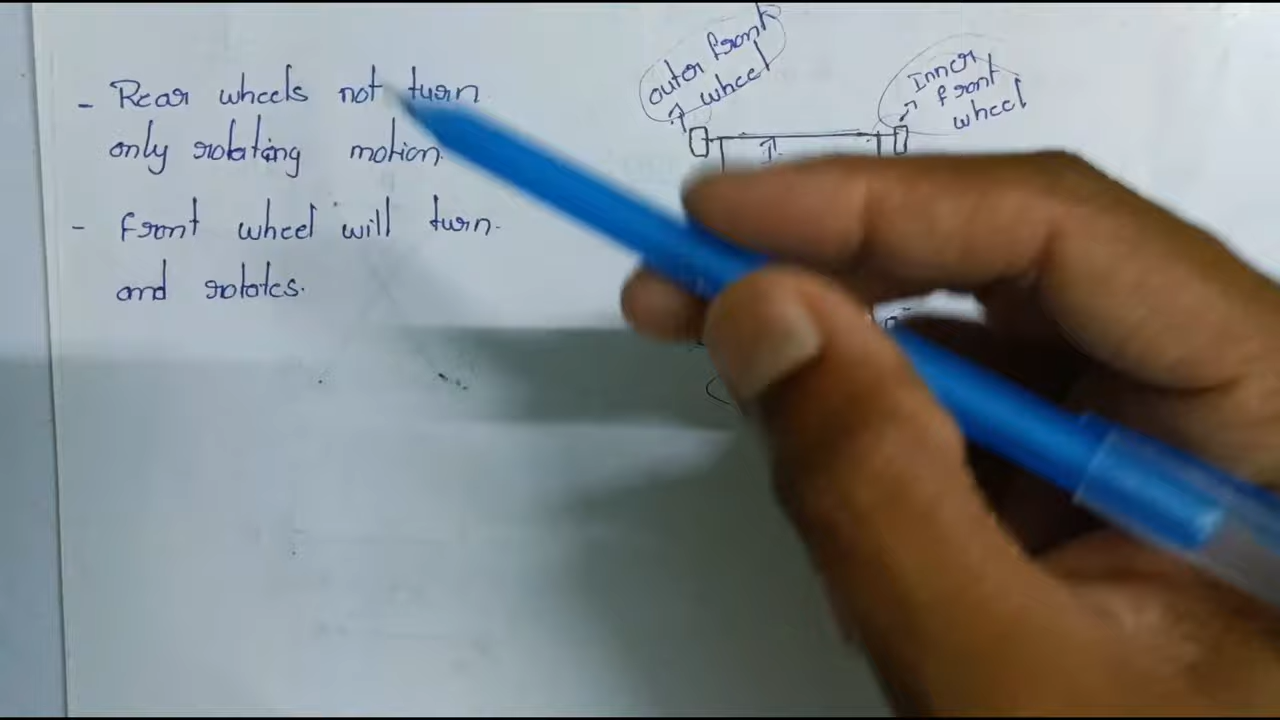 - Rear wheels not turn
only rotating motion.
- front wheel will turn.
and rotates.
outer front
wheel
Inner
front
wheel